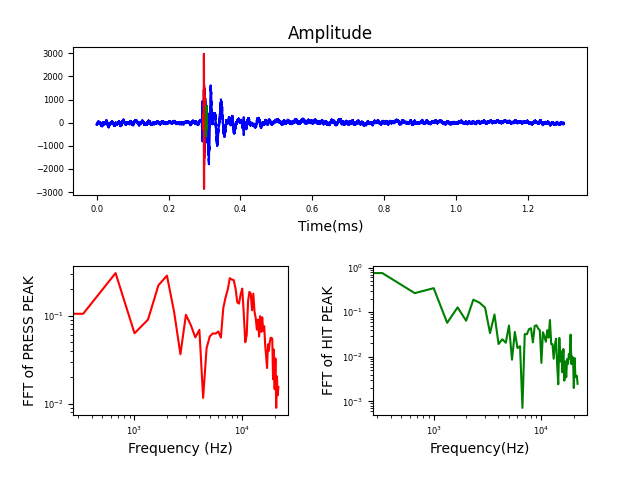 Amplitude
3000
2000
1000
0
−1000
−2000
−3000
0.0 0.2 0.4 0.6 0.8 1.0 1.2
Time(ms)
FFT of PRESS PEAK
10⁻¹
10⁻²
10³ 10⁴
Frequency (Hz)
FFT of HIT PEAK
10⁰
10⁻¹
10⁻²
10⁻³
10³ 10⁴
Frequency(Hz)